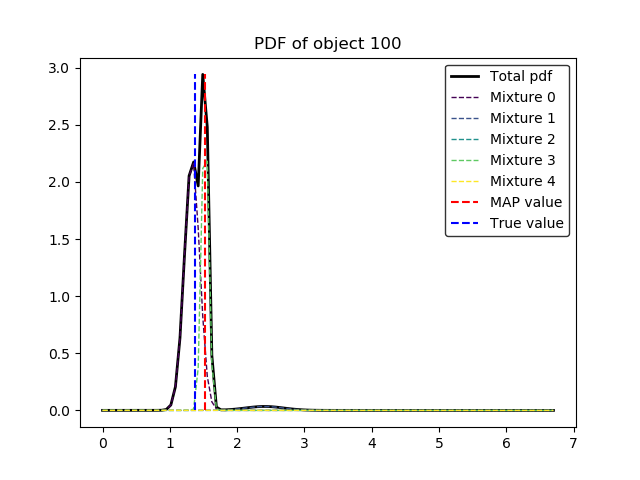 PDF of object 100
3.0
2.5
2.0
1.5
1.0
0.5
0.0
0 1 2 3 4 5 6 7
Total pdf
Mixture 0
Mixture 1
Mixture 2
Mixture 3
Mixture 4
MAP value
True value